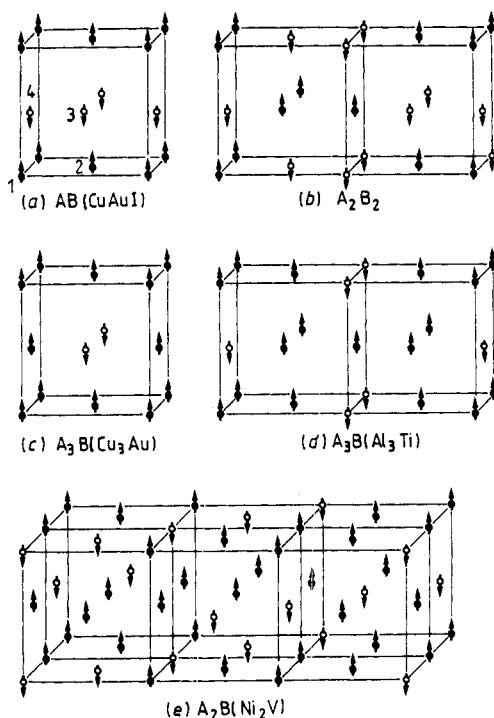 4
3
2
1
(a) AB(CuAuI)
(b) A₂B₂
(c) A₃B(Cu₃Au)
(d) A₃B(Al₃Ti)
(e) A₂B(Ni₂V)